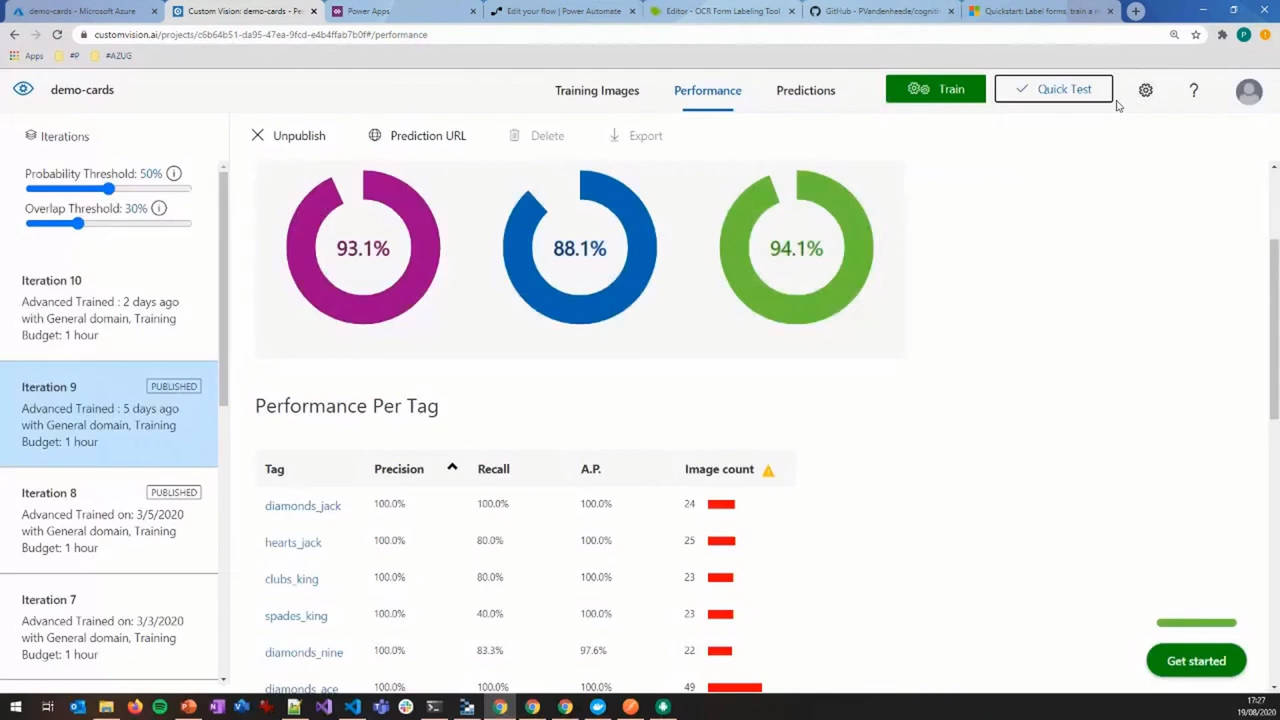 demo-cards - Microsoft Azure
Custom Vision: demo-cards - Pe
Power Apps
Edit your flow | Power Automate
Editor - OCR Form Labeling Tool
GitHub - PVandenheede/cogniti
Quickstart: Label forms, train a
customvision.ai/projects/c6b64b51-da95-47ea-9fcd-e4b4ffab7b0f#/performance
P
Apps
#P
#AZUG
demo-cards
Training Images
Performance
Predictions
Train
Quick Test
?
Iterations
Unpublish
Prediction URL
Delete
Export
Probability Threshold: 50%
Overlap Threshold: 30%
93.1%
88.1%
94.1%
Iteration 10
Advanced Trained : 2 days ago
with General domain, Training
Budget: 1 hour
Iteration 9
PUBLISHED
Advanced Trained : 5 days ago
with General domain, Training
Budget: 1 hour
Iteration 8
PUBLISHED
Advanced Trained on: 3/5/2020
with General domain, Training
Budget: 1 hour
Iteration 7
Advanced Trained on: 3/3/2020
with General domain, Training
Budget: 1 hour
Performance Per Tag
Tag Precision Recall A.P. Image count
diamonds_jack 100.0% 100.0% 100.0% 24
hearts_jack 100.0% 80.0% 100.0% 25
clubs_king 100.0% 80.0% 100.0% 23
spades_king 100.0% 40.0% 100.0% 23
diamonds_nine 100.0% 83.3% 97.6% 22
diamonds_ace 100.0% 100.0% 100.0% 49
Get started
17:27
19/08/2020